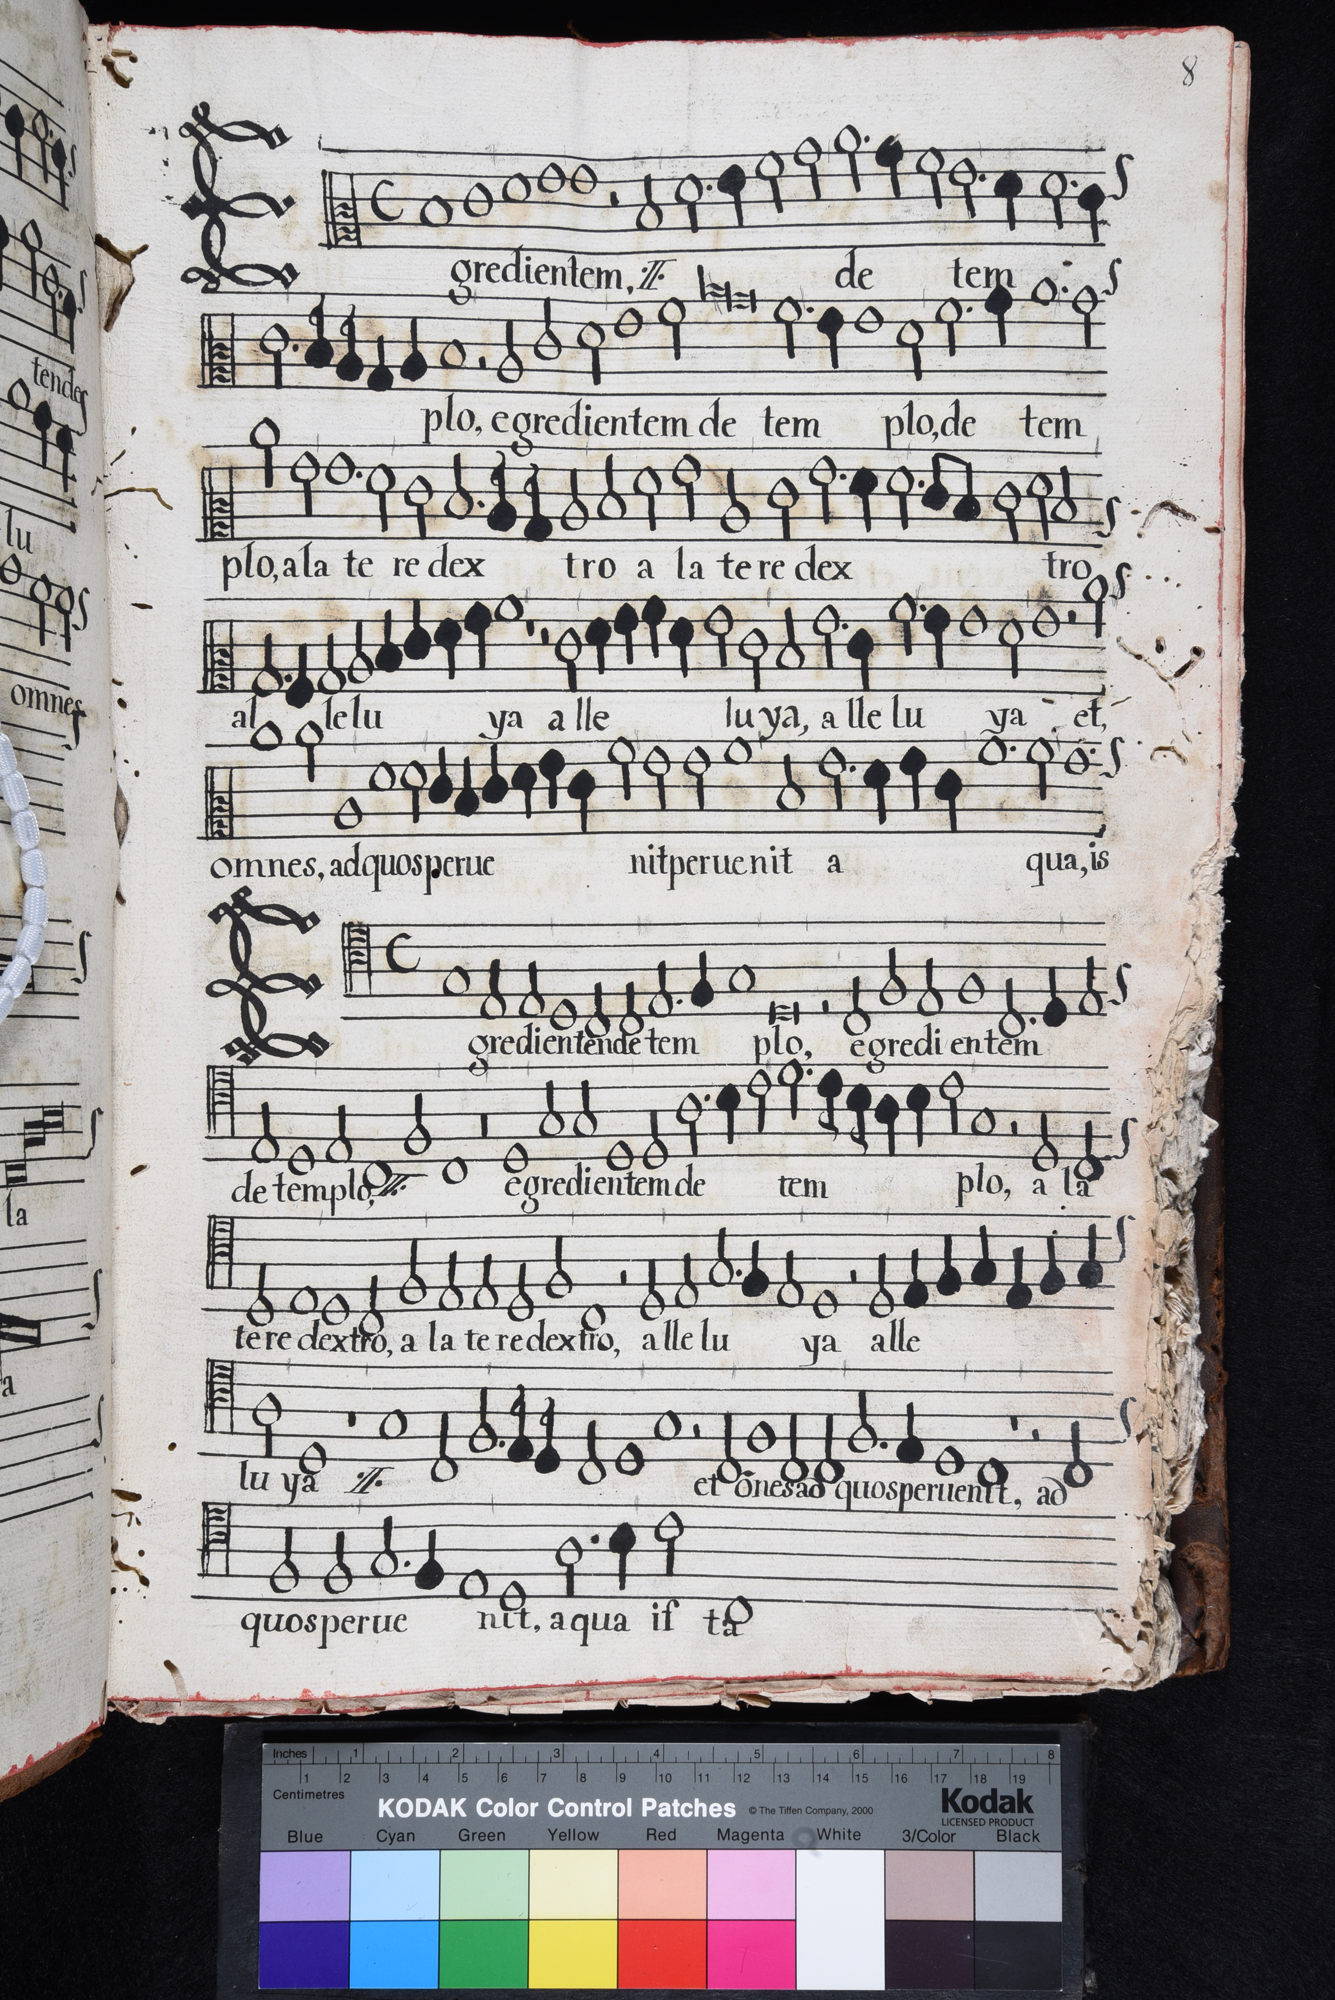 8
E
gredientem, :||: de tem
plo, egredientem de tem plo, de tem
plo, a la te re dex tro a la te re dex tro
al lelu ya alle lu ya, a lle lu ya et,
omnes, ad quos perue nit peruenit a qua, is
E
gredientende tem plo, egredi entem
de templo, :||: egredientem de tem plo, a la
te re dextro, a la te re dextro, alle lu ya alle
lu ya :||: et õnes ad quos peruenit, ad
quos perue nit, a qua is ta
tendes
lu
omnes
la
a
Inches 1 2 3 4 5 6 7 8
Centimetres 1 2 3 4 5 6 7 8 9 10 11 12 13 14 15 16 17 18 19
KODAK Color Control Patches © The Tiffen Company, 2000 Kodak
LICENSED PRODUCT
Blue Cyan Green Yellow Red Magenta White 3/Color Black